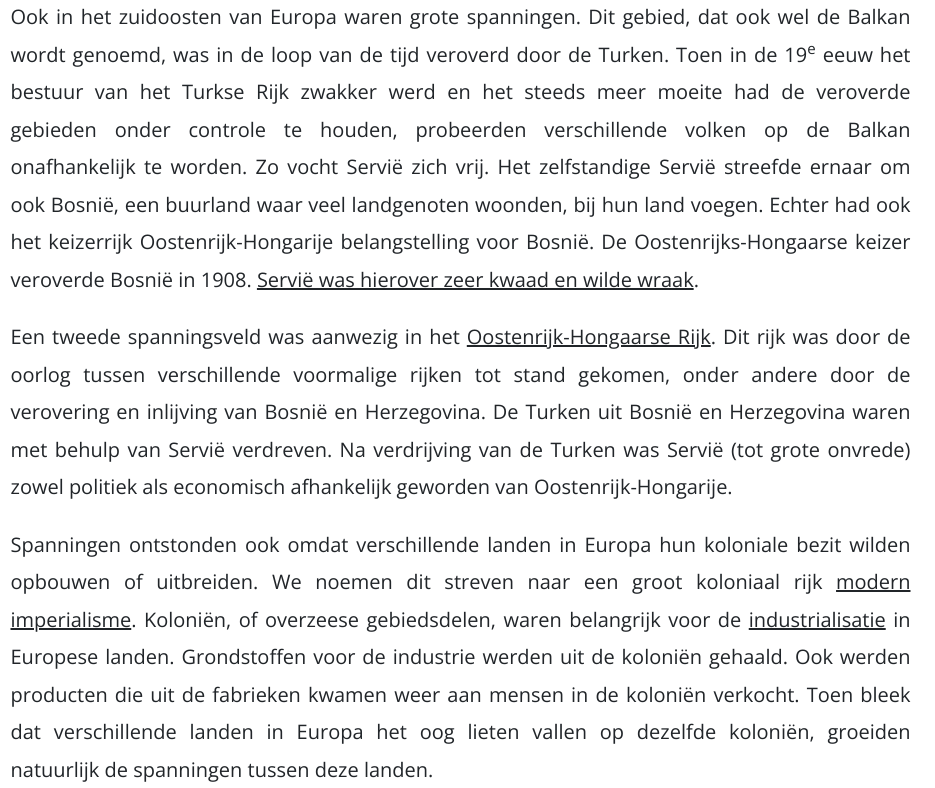 Ook in het zuidoosten van Europa waren grote spanningen. Dit gebied, dat ook wel de Balkan
wordt genoemd, was in de loop van de tijd veroverd door de Turken. Toen in de 19e eeuw het
bestuur van het Turkse Rijk zwakker werd en het steeds meer moeite had de veroverde
gebieden onder controle te houden, probeerden verschillende volken op de Balkan
onafhankelijk te worden. Zo vocht Servië zich vrij. Het zelfstandige Servië streefde ernaar om
ook Bosnië, een buurland waar veel landgenoten woonden, bij hun land voegen. Echter had ook
het keizerrijk Oostenrijk-Hongarije belangstelling voor Bosnië. De Oostenrijks-Hongaarse keizer
veroverde Bosnië in 1908. Servië was hierover zeer kwaad en wilde wraak.
Een tweede spanningsveld was aanwezig in het Oostenrijk-Hongaarse Rijk. Dit rijk was door de
oorlog tussen verschillende voormalige rijken tot stand gekomen, onder andere door de
verovering en inlijving van Bosnië en Herzegovina. De Turken uit Bosnië en Herzegovina waren
met behulp van Servië verdreven. Na verdrijving van de Turken was Servië (tot grote onvrede)
zowel politiek als economisch afhankelijk geworden van Oostenrijk-Hongarije.
Spanningen ontstonden ook omdat verschillende landen in Europa hun koloniale bezit wilden
opbouwen of uitbreiden. We noemen dit streven naar een groot koloniaal rijk modern
imperialisme. Koloniën, of overzeese gebiedsdelen, waren belangrijk voor de industrialisatie in
Europese landen. Grondstoffen voor de industrie werden uit de koloniën gehaald. Ook werden
producten die uit de fabrieken kwamen weer aan mensen in de koloniën verkocht. Toen bleek
dat verschillende landen in Europa het oog lieten vallen op dezelfde koloniën, groeiden
natuurlijk de spanningen tussen deze landen.